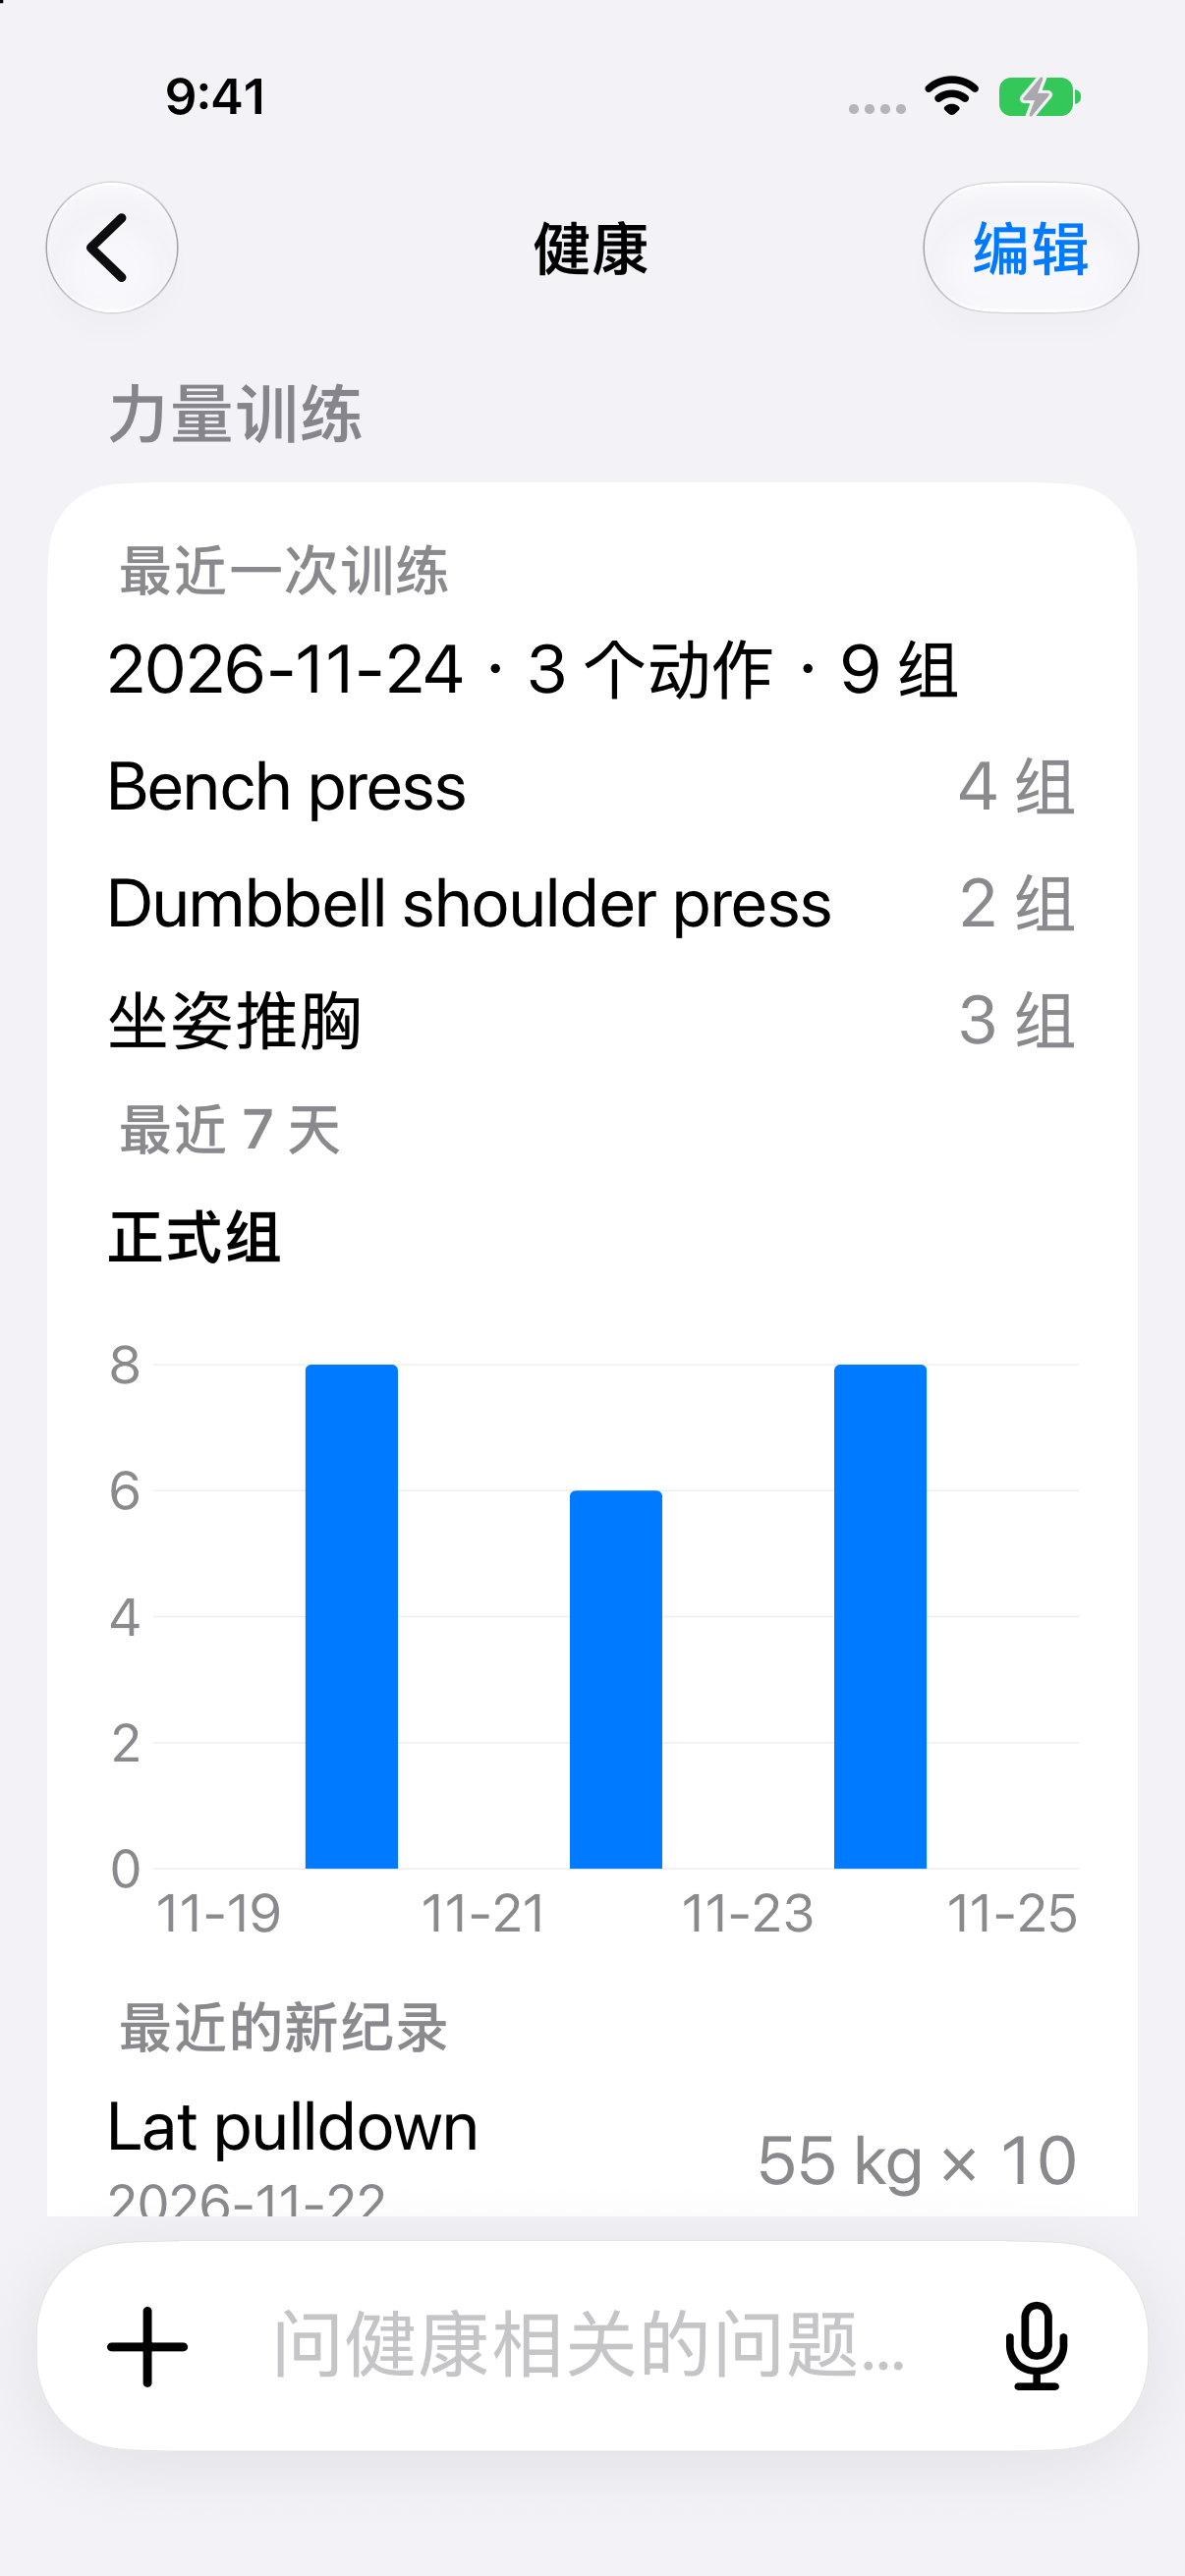 9:41
健康
编辑
力量训练
最近一次训练
2026-11-24 · 3 个动作 · 9 组
Bench press 4 组
Dumbbell shoulder press 2 组
坐姿推胸 3 组
最近 7 天
正式组
8
6
4
2
0
11-19 11-21 11-23 11-25
最近的新纪录
Lat pulldown 55 kg × 10
2026-11-22
问健康相关的问题...